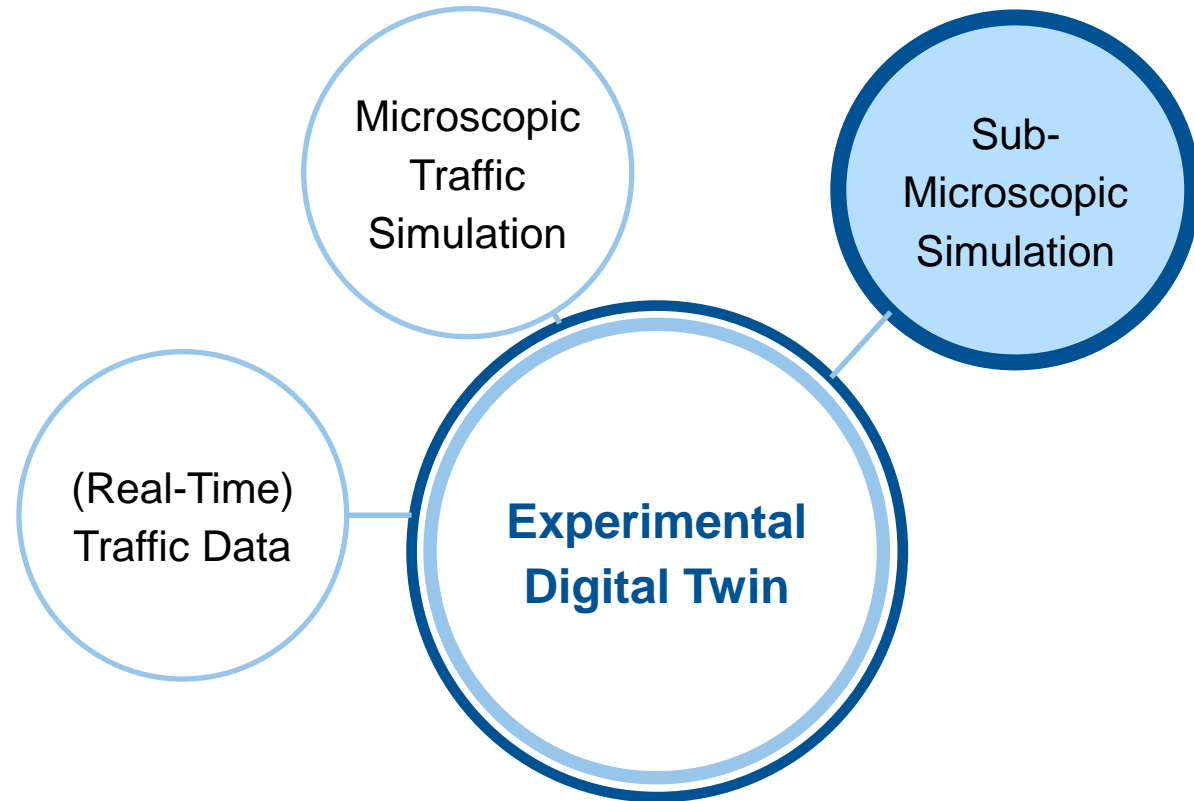 Microscopic
Traffic
Simulation
Sub-
Microscopic
Simulation
(Real-Time)
Traffic Data
Experimental
Digital Twin